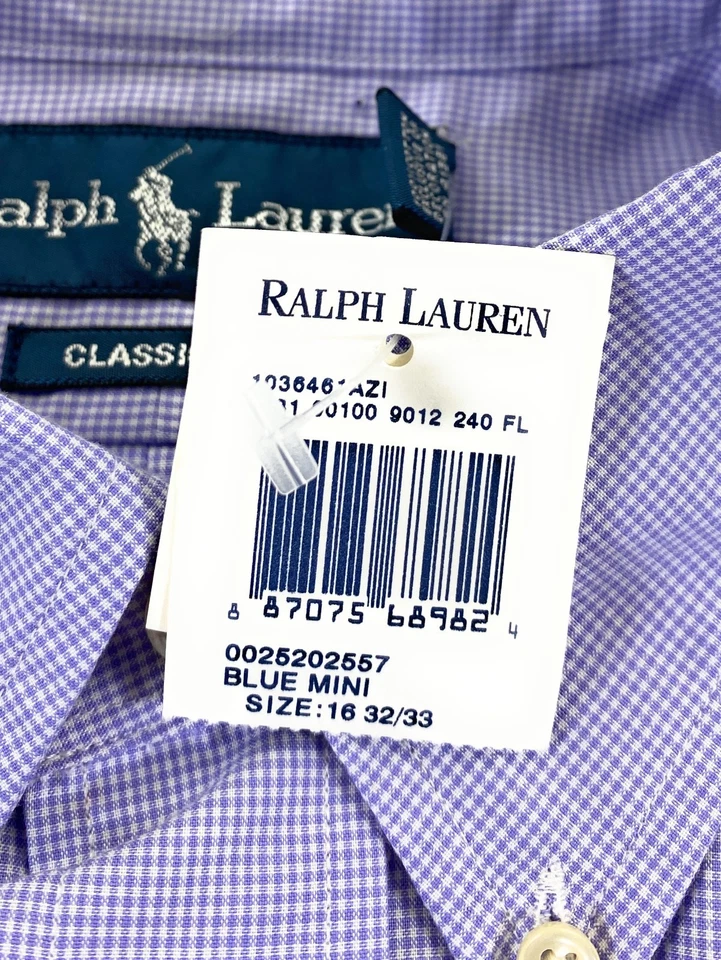 alph Lauren
CLASSI
RALPH LAUREN
1036461AZI
00100 9012 240 FL
8 87075 68982 4
0025202557
BLUE MINI
SIZE:16 32/33